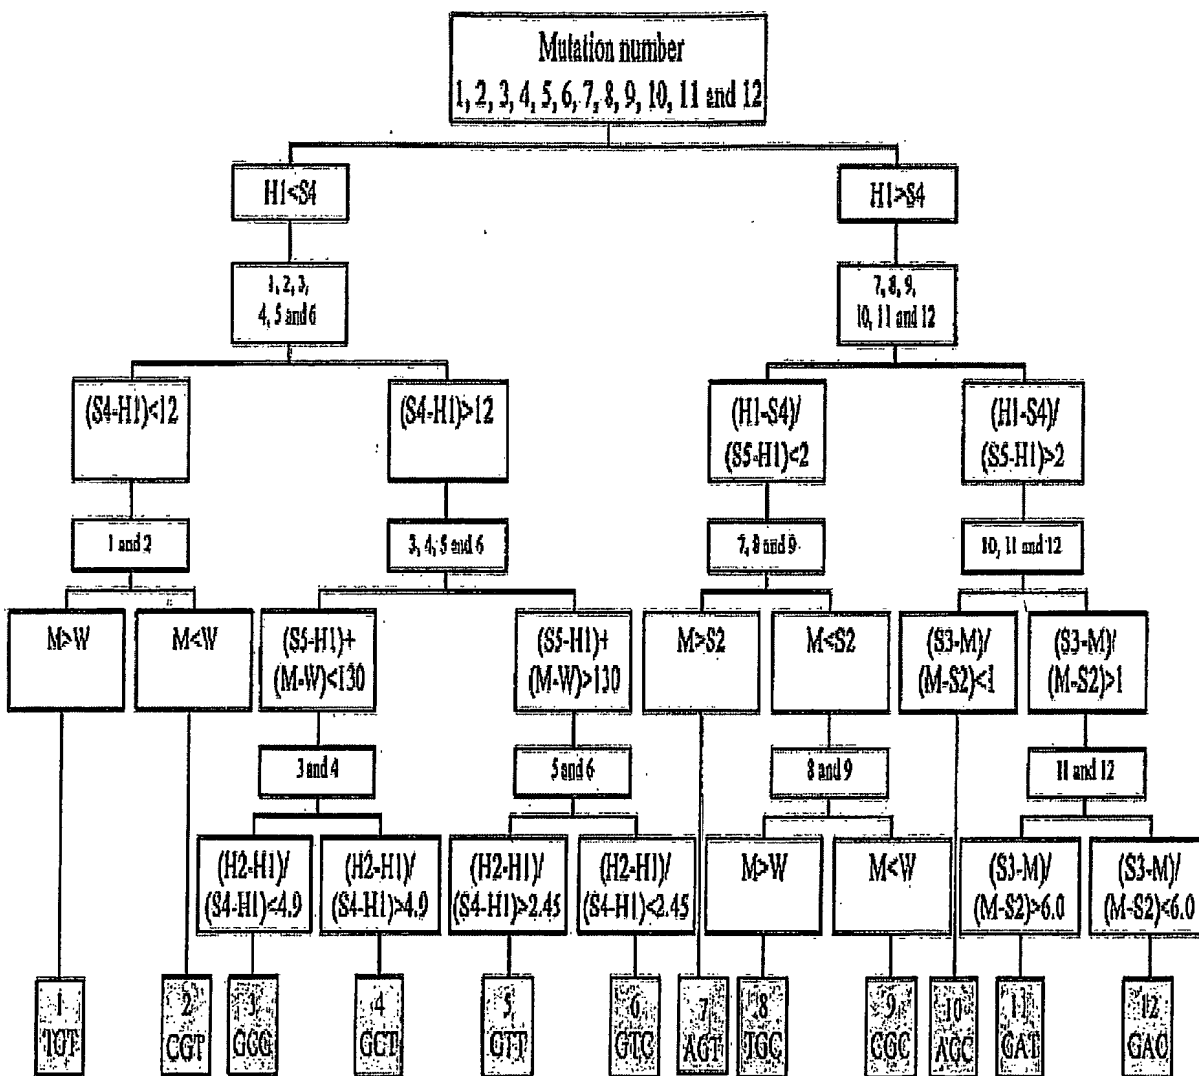 Mutation number
1, 2, 3, 4, 5, 6, 7, 8, 9, 10, 11 and 12
H1<S4
H1>S4
1, 2, 3,
4, 5 and 6
7, 8, 9,
10, 11 and 12
(S4-H1)<12
(S4-H1)>12
(H1-S4)/
(S5-H1)<2
(H1-S4)/
(S5-H1)>2
1 and 2
3, 4, 5 and 6
7, 8 and 9
10, 11 and 12
M>W
M<W
(S5-H1)+
(M-W)<130
(S5-H1)+
(M-W)>130
M>S2
M<S2
(S3-M)/
(M-S2)<1
(S3-M)/
(M-S2)>1
3 and 4
5 and 6
8 and 9
11 and 12
(H2-H1)/
(S4-H1)<4.9
(H2-H1)/
(S4-H1)>4.9
(H2-H1)/
(S4-H1)>2.45
(H2-H1)/
(S4-H1)<2.45
M>W
M<W
(S3-M)/
(M-S2)>6.0
(S3-M)/
(M-S2)<6.0
1
TGT
2
CGT
3
GCG
4
GCT
5
GTT
6
GTC
7
AGT
8
TGC
9
CGC
10
AGC
11
GAT
12
GAC